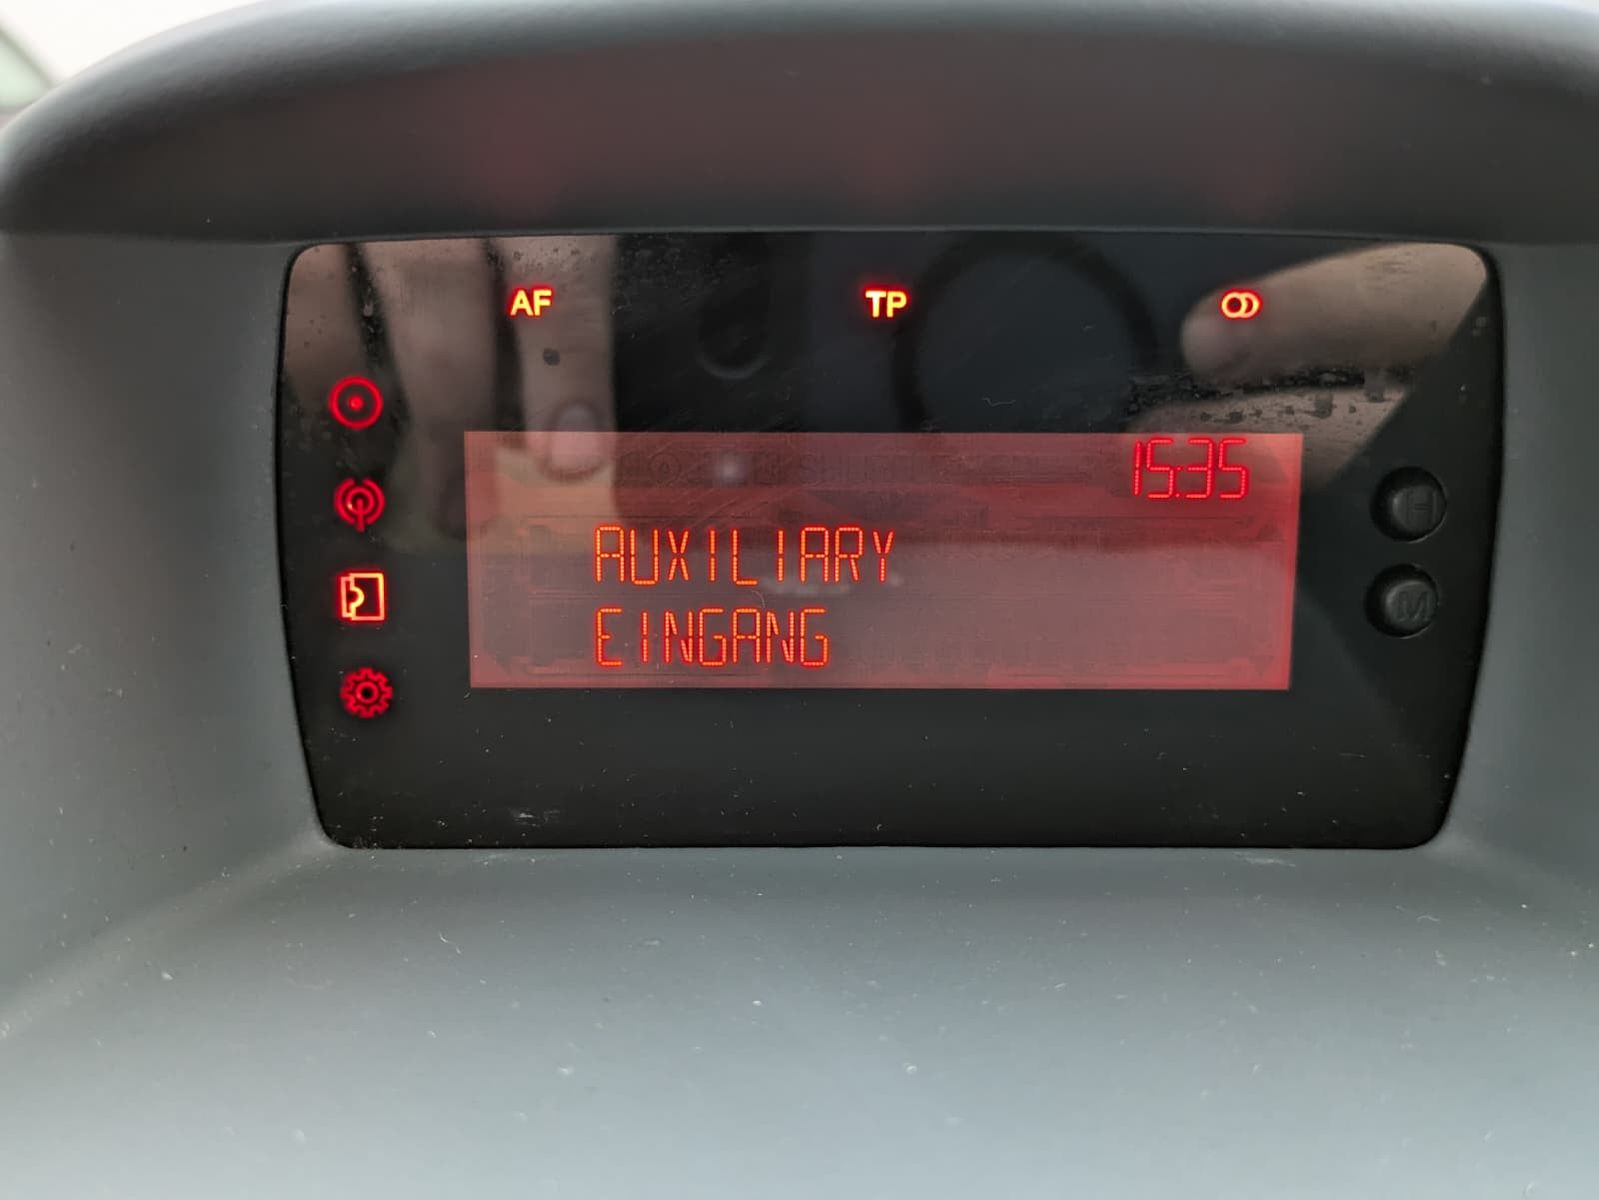 AF TP
15:35
AUXILIARY
EINGANG
H
M